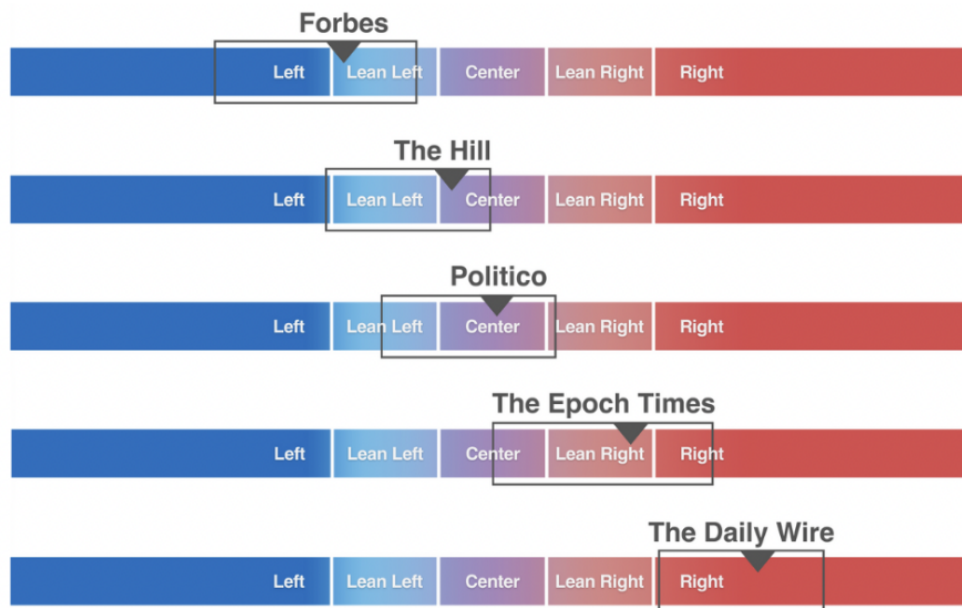 Forbes
Left Lean Left Center Lean Right Right
The Hill
Left Lean Left Center Lean Right Right
Politico
Left Lean Left Center Lean Right Right
The Epoch Times
Left Lean Left Center Lean Right Right
The Daily Wire
Left Lean Left Center Lean Right Right